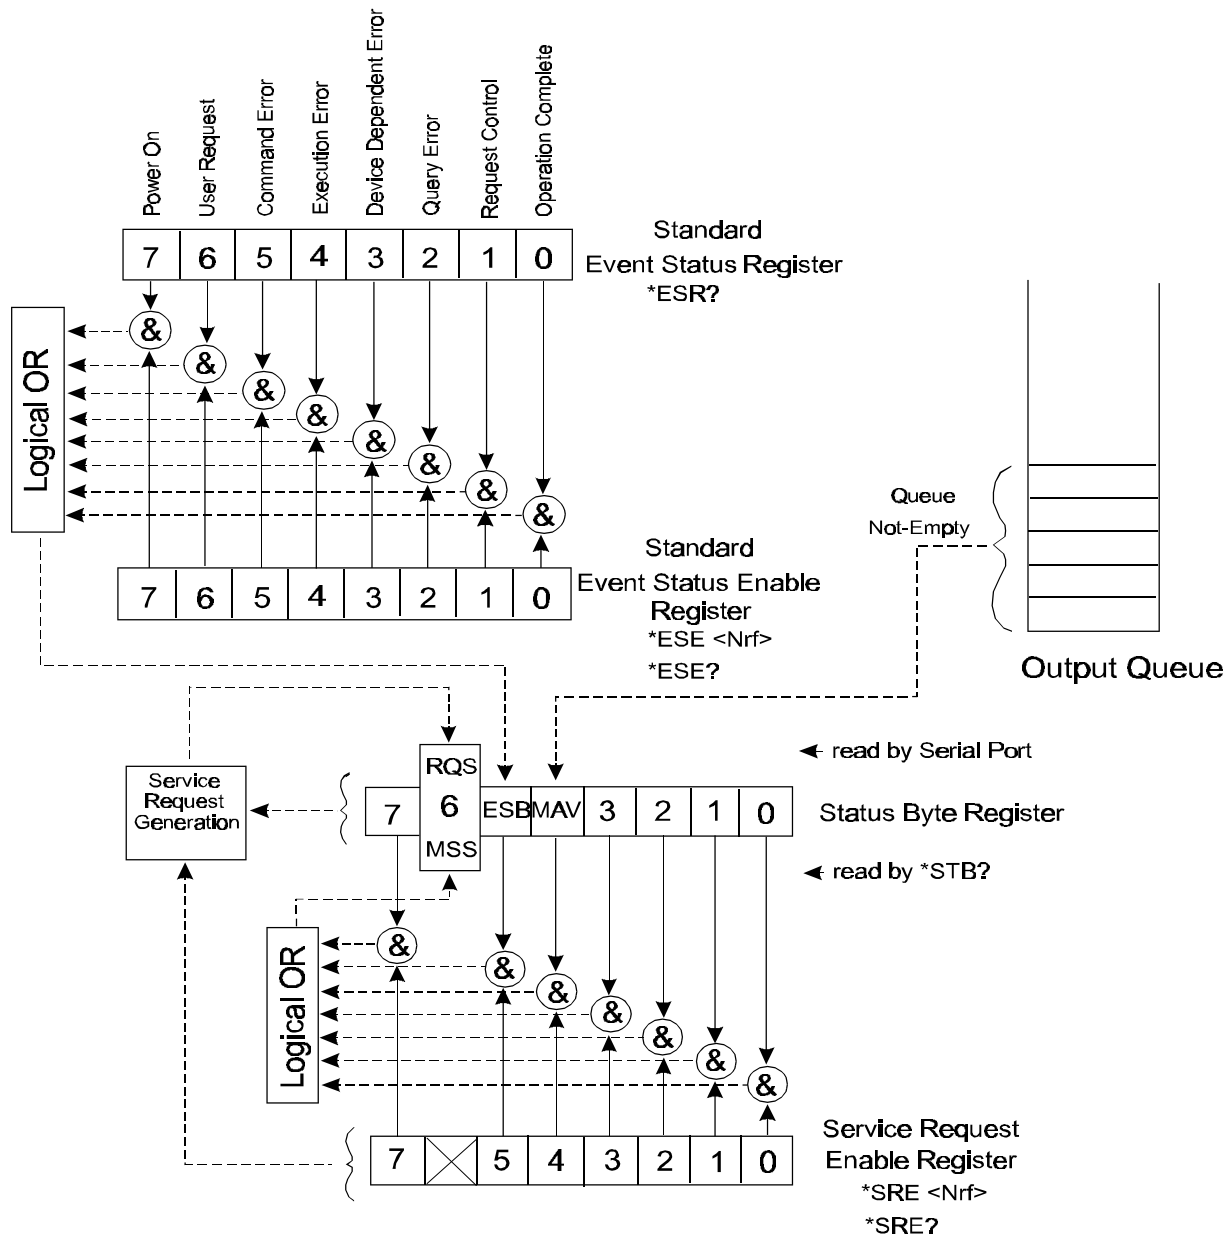 Power On
User Request
Command Error
Execution Error
Device Dependent Error
Query Error
Request Control
Operation Complete
7 6 5 4 3 2 1 0
Standard
Event Status Register
*ESR?
Logical OR
&
&
&
&
&
&
&
&
Queue
Not-Empty
Output Queue
7 6 5 4 3 2 1 0
Standard
Event Status Enable
Register
*ESE <Nrf>
*ESE?
Service
Request
Generation
read by Serial Port
RQS
7 6 ESB MAV 3 2 1 0
MSS
Status Byte Register
read by *STB?
Logical OR
&
&
&
&
&
&
&
7 5 4 3 2 1 0
Service Request
Enable Register
*SRE <Nrf>
*SRE?